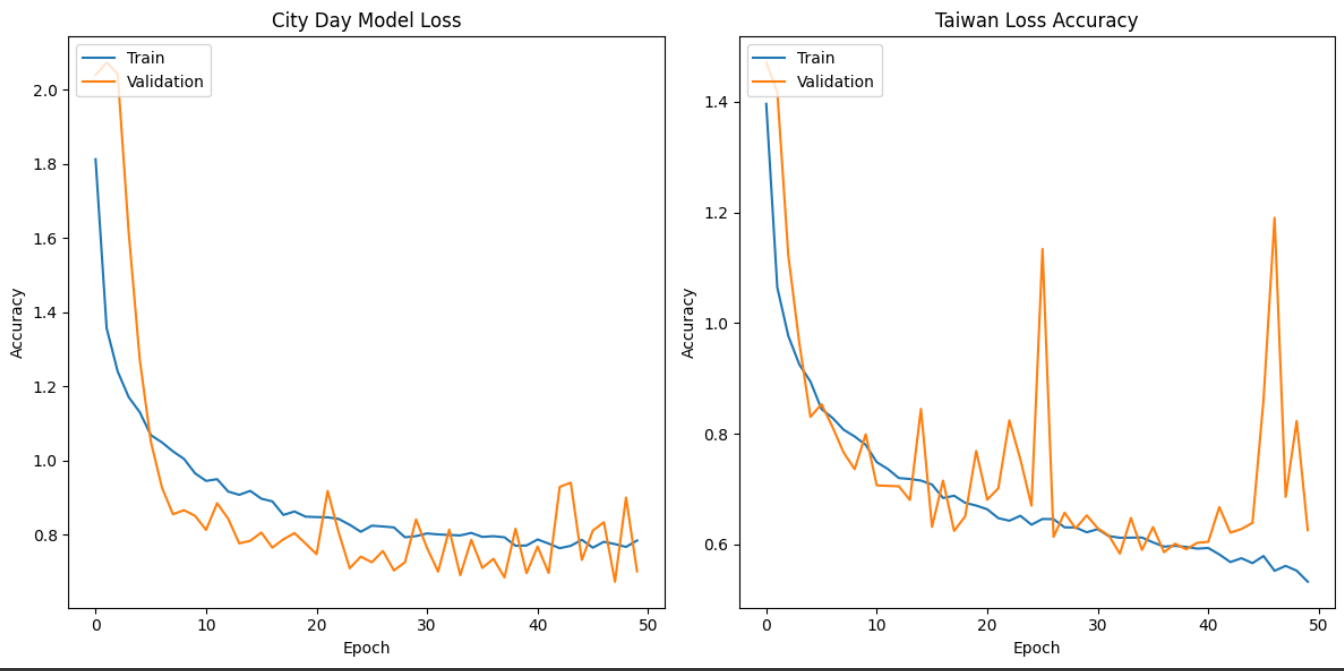 City Day Model Loss
Train
Validation
2.0
1.8
1.6
1.4
1.2
1.0
0.8
Accuracy
0
10
20
30
40
50
Epoch
Taiwan Loss Accuracy
Train
Validation
1.4
1.2
1.0
0.8
0.6
Accuracy
0
10
20
30
40
50
Epoch